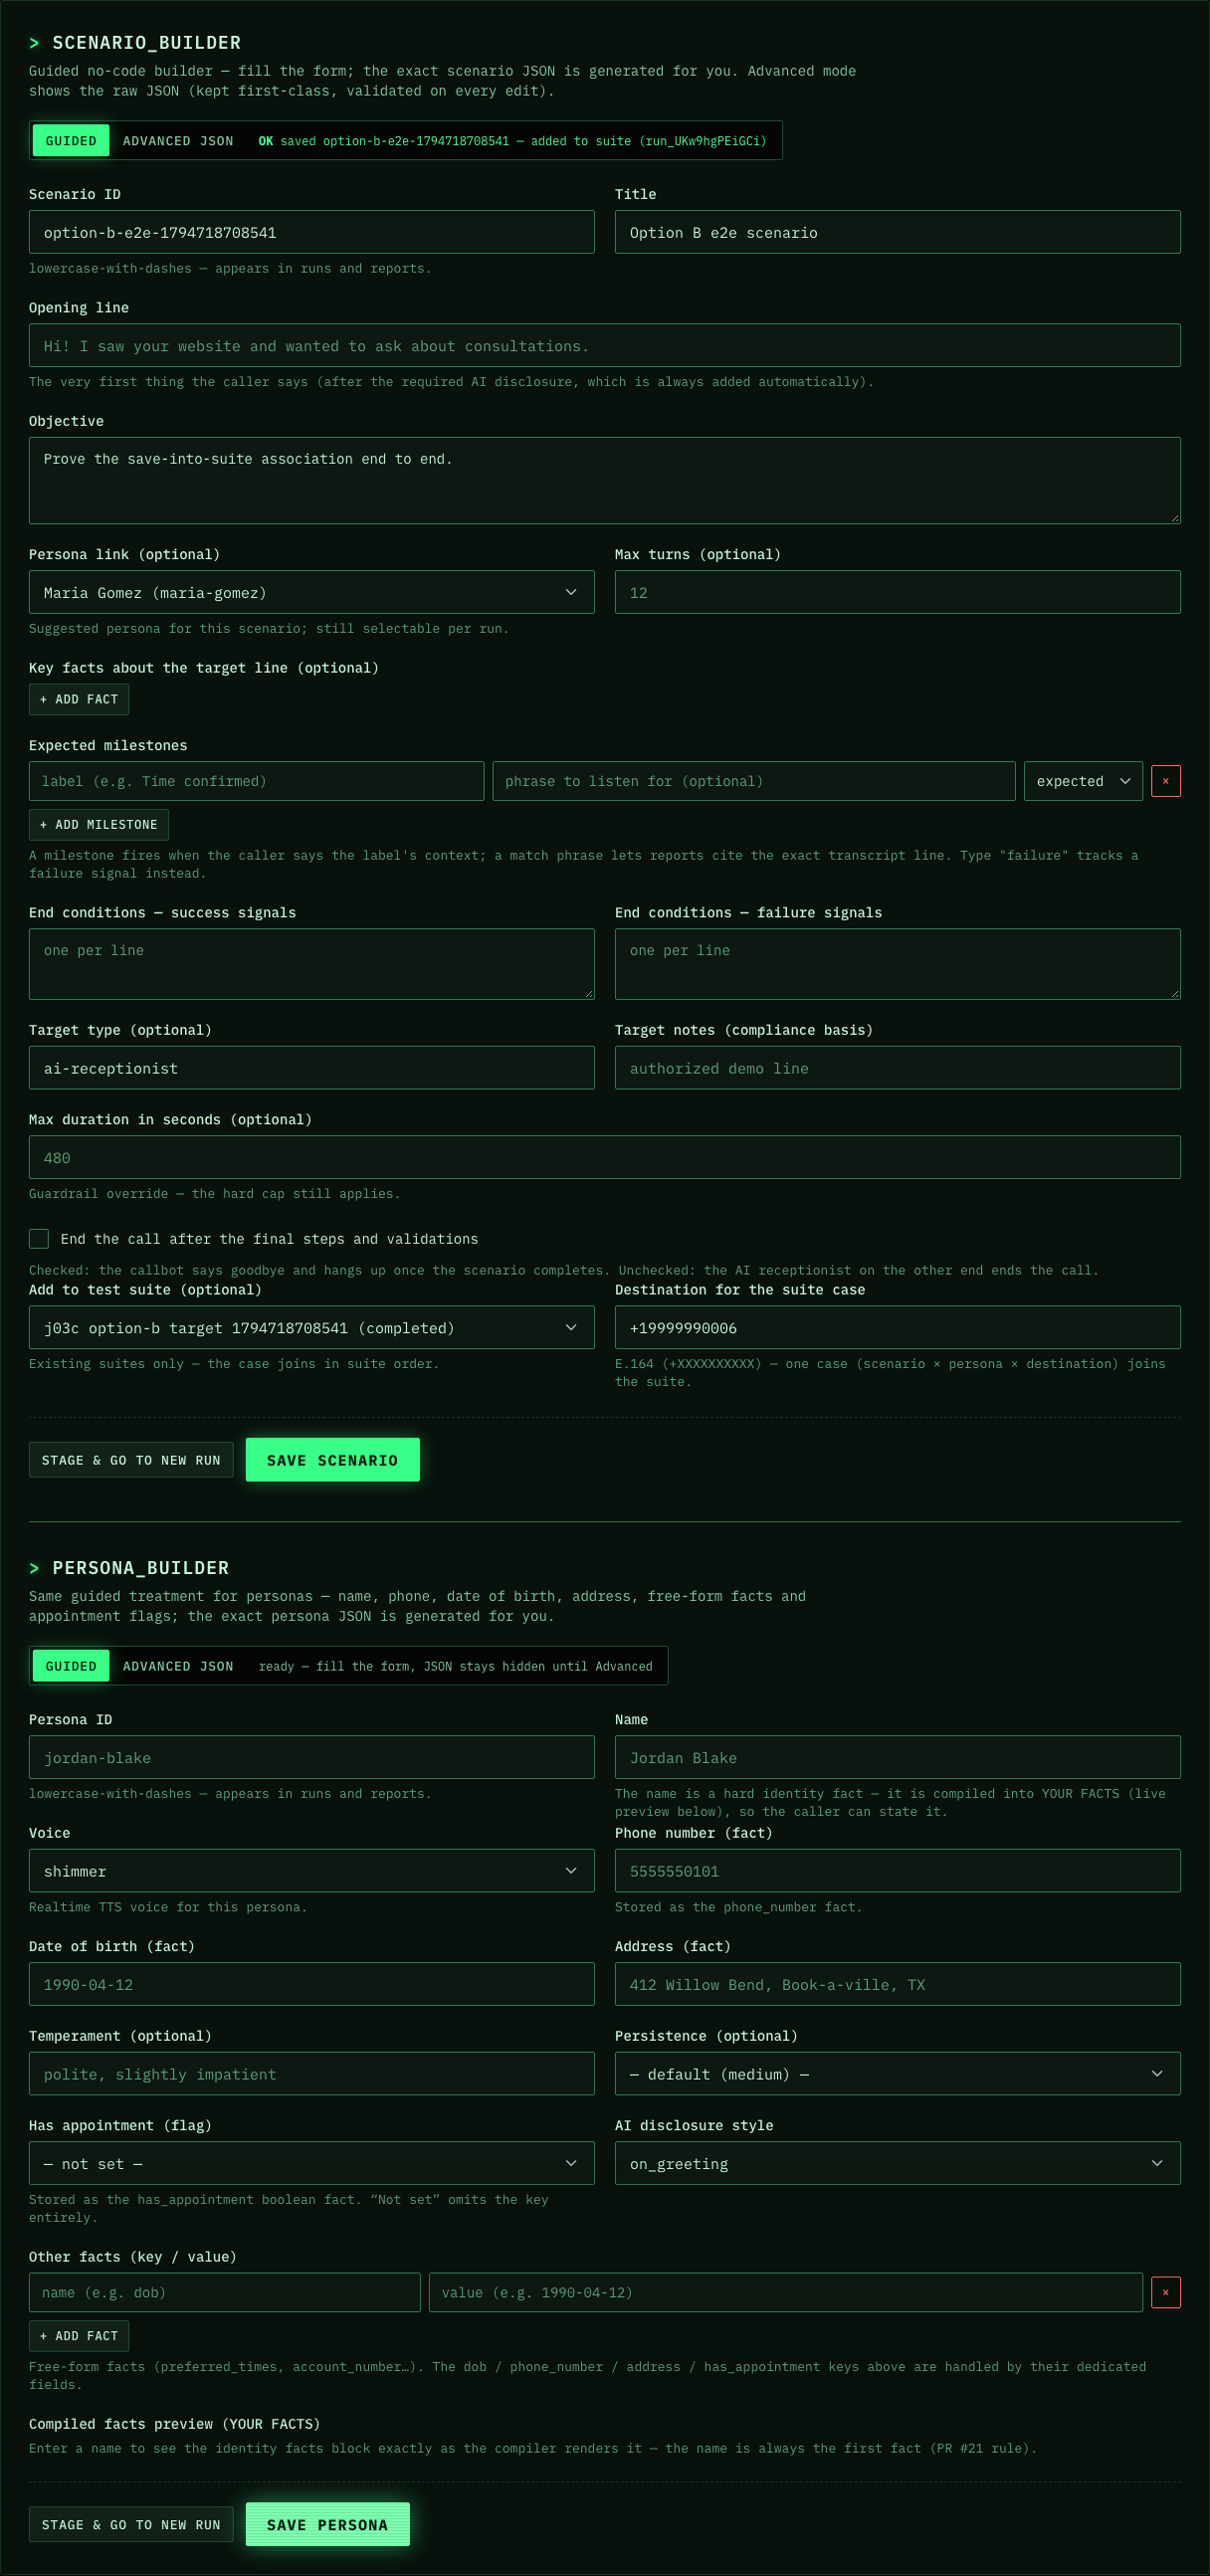 > SCENARIO_BUILDER
Guided no-code builder — fill the form; the exact scenario JSON is generated for you. Advanced mode
shows the raw JSON (kept first-class, validated on every edit).
GUIDED ADVANCED JSON OK saved option-b-e2e-1794718708541 — added to suite (run_UKw9hgPEiGCi)
Scenario ID Title
option-b-e2e-1794718708541 Option B e2e scenario
lowercase-with-dashes — appears in runs and reports.
Opening line
Hi! I saw your website and wanted to ask about consultations.
The very first thing the caller says (after the required AI disclosure, which is always added automatically).
Objective
Prove the save-into-suite association end to end.
Persona link (optional) Max turns (optional)
Maria Gomez (maria-gomez) 12
Suggested persona for this scenario; still selectable per run.
Key facts about the target line (optional)
+ ADD FACT
Expected milestones
label (e.g. Time confirmed) phrase to listen for (optional) expected ×
+ ADD MILESTONE
A milestone fires when the caller says the label's context; a match phrase lets reports cite the exact transcript line. Type "failure" tracks a
failure signal instead.
End conditions — success signals End conditions — failure signals
one per line one per line
Target type (optional) Target notes (compliance basis)
ai-receptionist authorized demo line
Max duration in seconds (optional)
480
Guardrail override — the hard cap still applies.
End the call after the final steps and validations
Checked: the callbot says goodbye and hangs up once the scenario completes. Unchecked: the AI receptionist on the other end ends the call.
Add to test suite (optional) Destination for the suite case
j03c option-b target 1794718708541 (completed) +19999990006
Existing suites only — the case joins in suite order. E.164 (+XXXXXXXXXX) — one case (scenario × persona × destination) joins
the suite.
STAGE & GO TO NEW RUN SAVE SCENARIO
> PERSONA_BUILDER
Same guided treatment for personas — name, phone, date of birth, address, free-form facts and
appointment flags; the exact persona JSON is generated for you.
GUIDED ADVANCED JSON ready — fill the form, JSON stays hidden until Advanced
Persona ID Name
jordan-blake Jordan Blake
lowercase-with-dashes — appears in runs and reports. The name is a hard identity fact — it is compiled into YOUR FACTS (live
preview below), so the caller can state it.
Voice Phone number (fact)
shimmer 5555550101
Realtime TTS voice for this persona. Stored as the phone_number fact.
Date of birth (fact) Address (fact)
1990-04-12 412 Willow Bend, Book-a-ville, TX
Temperament (optional) Persistence (optional)
polite, slightly impatient — default (medium) —
Has appointment (flag) AI disclosure style
— not set — on_greeting
Stored as the has_appointment boolean fact. “Not set” omits the key
entirely.
Other facts (key / value)
name (e.g. dob) value (e.g. 1990-04-12) ×
+ ADD FACT
Free-form facts (preferred_times, account_number…). The dob / phone_number / address / has_appointment keys above are handled by their dedicated
fields.
Compiled facts preview (YOUR FACTS)
Enter a name to see the identity facts block exactly as the compiler renders it — the name is always the first fact (PR #21 rule).
STAGE & GO TO NEW RUN SAVE PERSONA